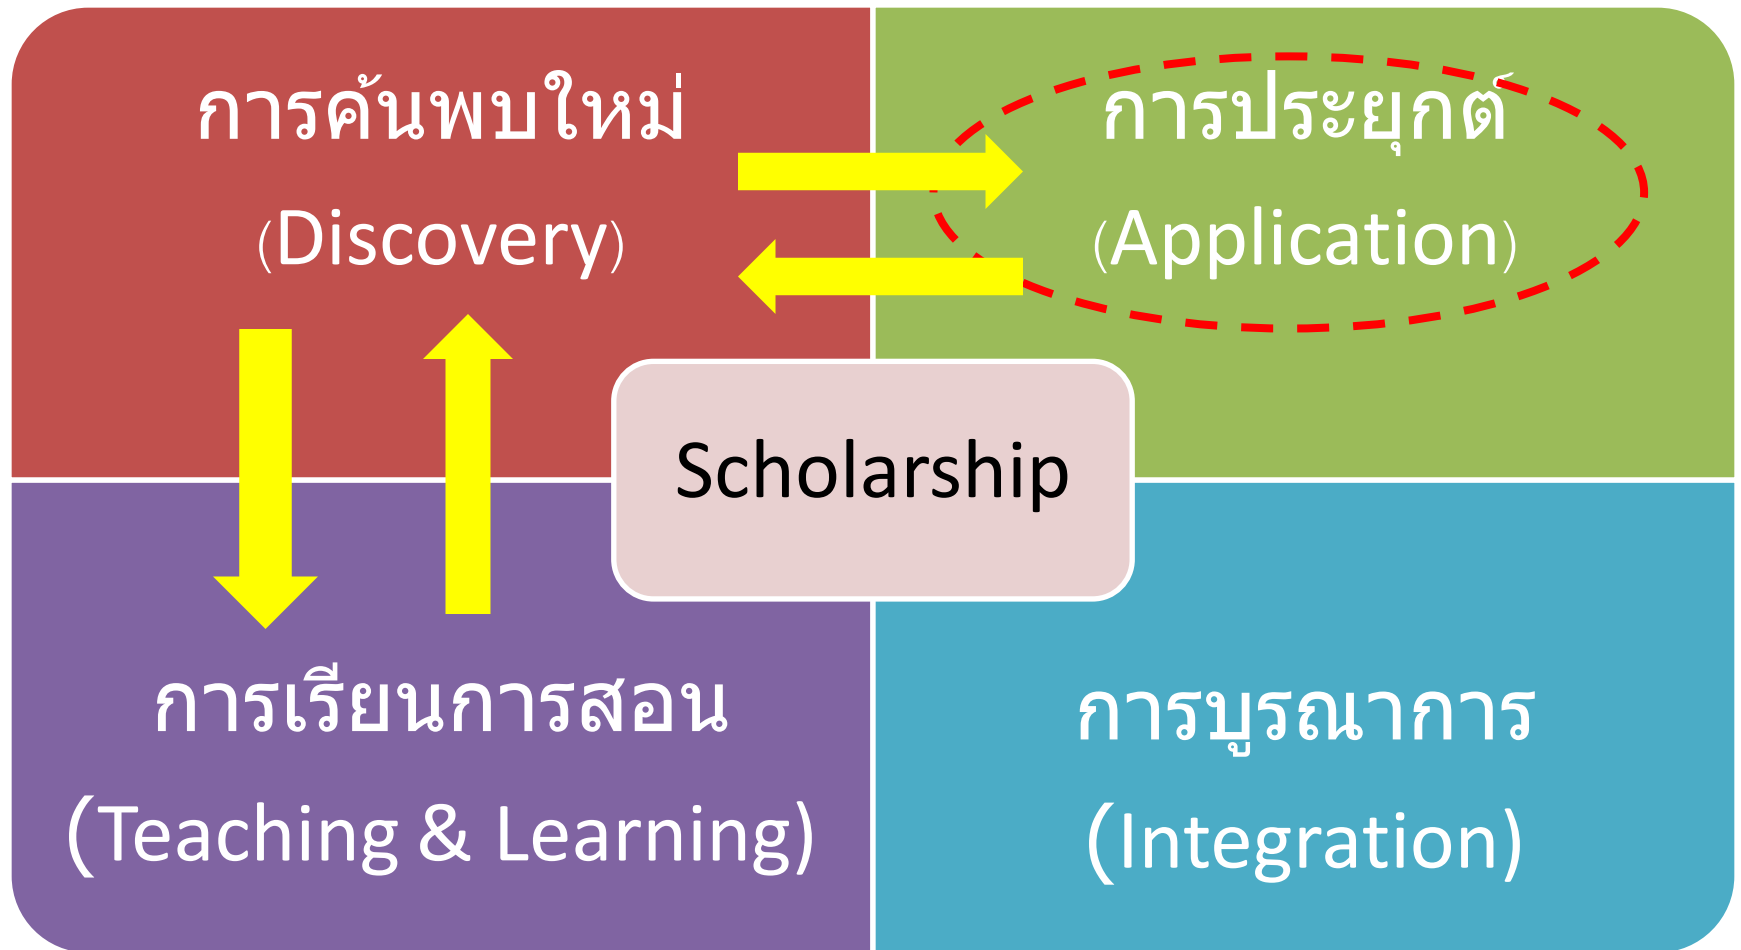 การค้นพบใหม่
(Discovery)
การประยุกต์
(Application)
Scholarship
การเรียนการสอน
(Teaching & Learning)
การบูรณาการ
(Integration)